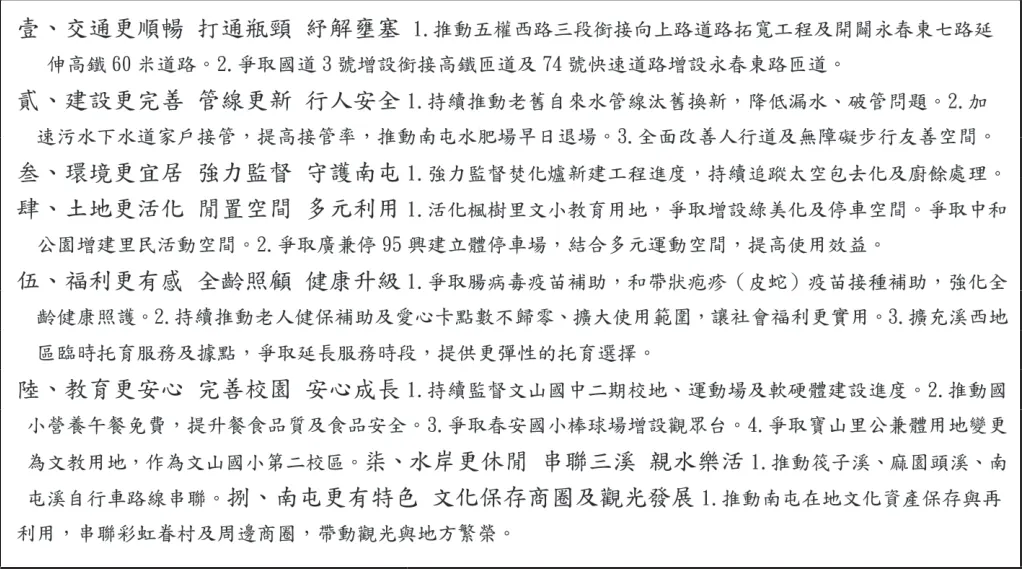 壹、交通更順暢 打通瓶頸 紓解壅塞 1.推動五權西路三段銜接向上路道路拓寬工程及開闢永春東七路延
伸高鐵 60 米道路。2.爭取國道 3 號增設銜接高鐵匝道及 74 號快速道路增設永春東路匝道。
貳、建設更完善 管線更新 行人安全 1.持續推動老舊自來水管線汰舊換新，降低漏水、破管問題。2.加
速污水下水道家戶接管，提高接管率，推動南屯水肥場早日退場。3.全面改善人行道及無障礙步行友善空間。
叁、環境更宜居 強力監督 守護南屯 1.強力監督焚化爐新建工程進度，持續追蹤太空包去化及廚餘處理。
肆、土地更活化 閒置空間 多元利用 1.活化楓樹里文小教育用地，爭取增設綠美化及停車空間。爭取中和
公園增建里民活動空間。2.爭取廣兼停 95 興建立體停車場，結合多元運動空間，提高使用效益。
伍、福利更有感 全齡照顧 健康升級 1.爭取腸病毒疫苗補助，和帶狀疱疹（皮蛇）疫苗接種補助，強化全
齡健康照護。2.持續推動老人健保補助及愛心卡點數不歸零、擴大使用範圍，讓社會福利更實用。3.擴充溪西地
區臨時托育服務及據點，爭取延長服務時段，提供更彈性的托育選擇。
陸、教育更安心 完善校園 安心成長 1.持續監督文山國中二期校地、運動場及軟硬體建設進度。2.推動國
小營養午餐免費，提升餐食品質及食品安全。3.爭取春安國小棒球場增設觀眾台。4.爭取寶山里公兼體用地變更
為文教用地，作為文山國小第二校區。柒、水岸更休閒 串聯三溪 親水樂活 1.推動筏子溪、麻園頭溪、南
屯溪自行車路線串聯。捌、南屯更有特色 文化保存商圈及觀光發展 1.推動南屯在地文化資產保存與再
利用，串聯彩虹眷村及周邊商圈，帶動觀光與地方繁榮。